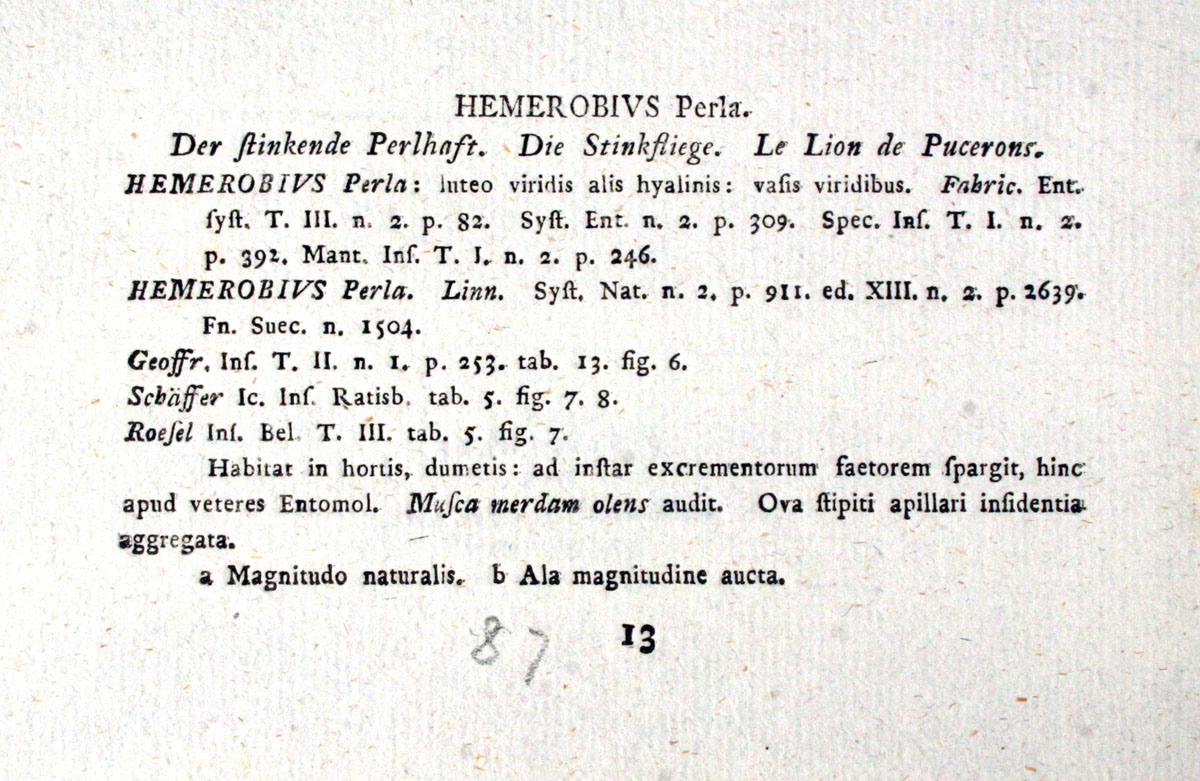 HEMEROBIVS Perla.
Der ſtinkende Perlhaft. Die Stinkfliege. Le Lion de Pucerons.
HEMEROBIVS Perla: luteo viridis alis hyalinis: vaſis viridibus. Fabric. Ent.
ſyſt. T. III. n. 2. p. 82. Syſt. Ent. n. 2. p. 309. Spec. Inſ. T. I. n. 2.
p. 392. Mant. Inſ. T. I. n. 2. p. 246.
HEMEROBIVS Perla. Linn. Syſt. Nat. n. 2. p. 911. ed. XIII. n. 2. p. 2639.
Fn. Suec. n. 1504.
Geoffr. Inſ. T. II. n. 1. p. 253. tab. 13. fig. 6.
Schäffer Ic. Inſ. Ratisb. tab. 5. fig. 7. 8.
Roeſel Inſ. Bel. T. III. tab. 5. fig. 7.
Habitat in hortis, dumetis: ad inſtar excrementorum faetorem ſpargit, hinc
apud veteres Entomol. Muſca merdam olens audit. Ova ſtipiti apillari inſidentia
aggregata.
a Magnitudo naturalis. b Ala magnitudine aucta.
87 13